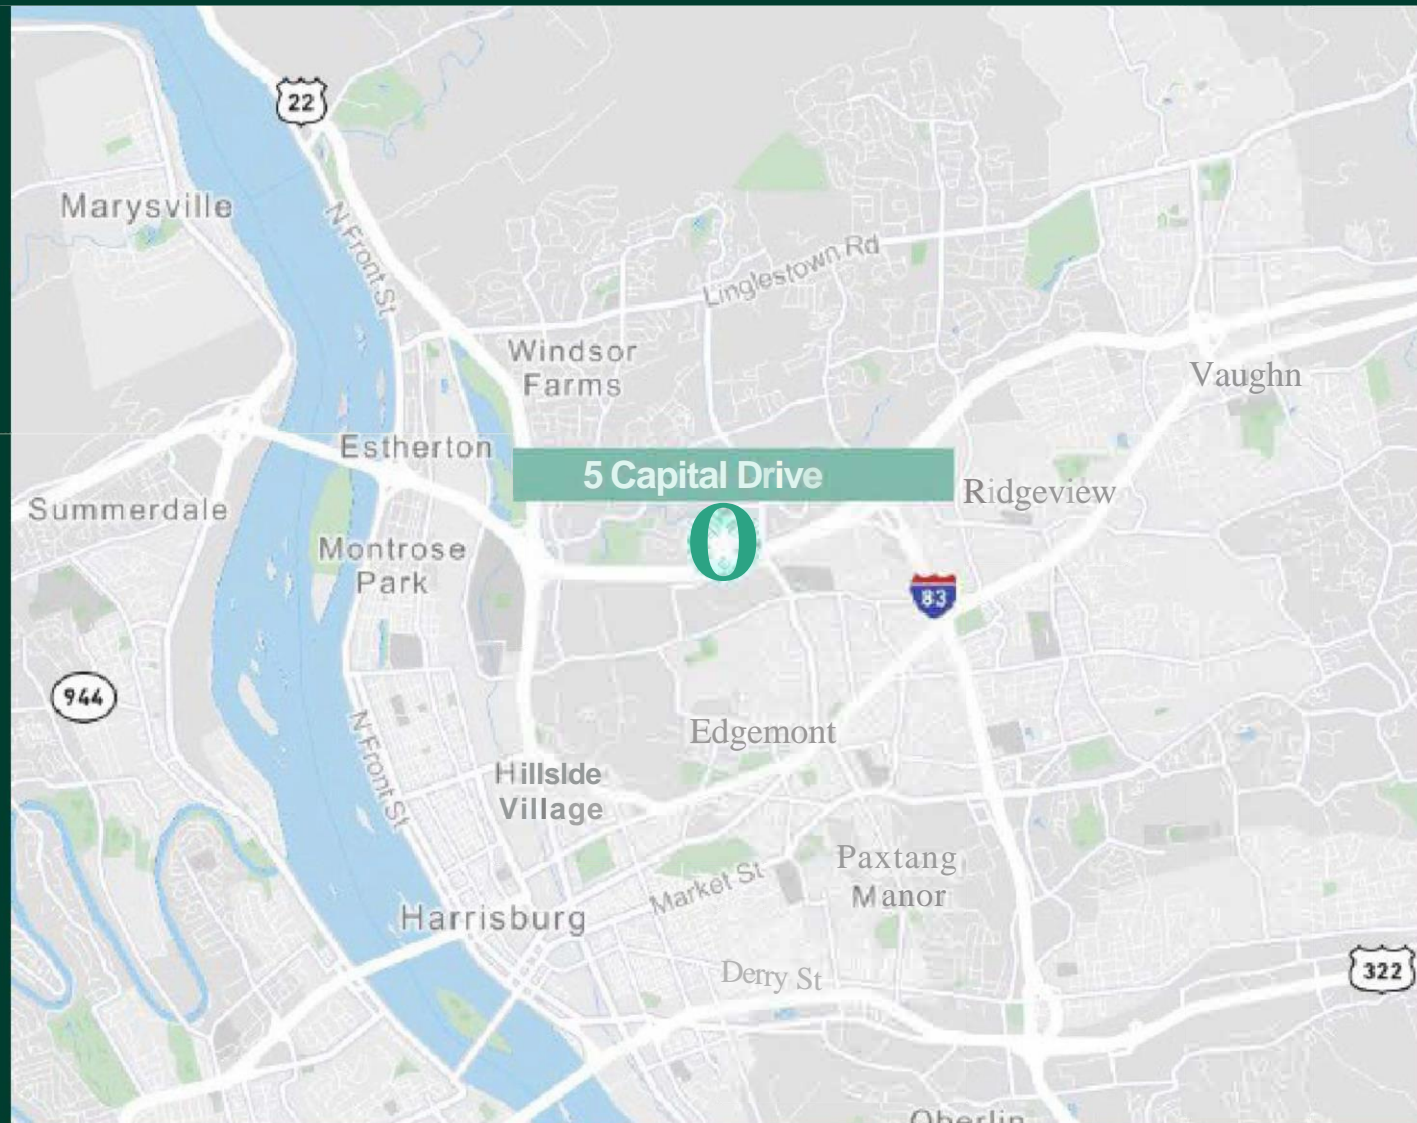 22
Marysville
N Front St
Linglestown Rd
Windsor
Farms
Vaughn
Estherton
5 Capital Drive
Ridgeview
Summerdale
O
Montrose
Park
83
944
N Front St
Edgemont
HillsIde
Village
Paxtang
Manor
Market St
Harrisburg
Derry St
322
Oberlin